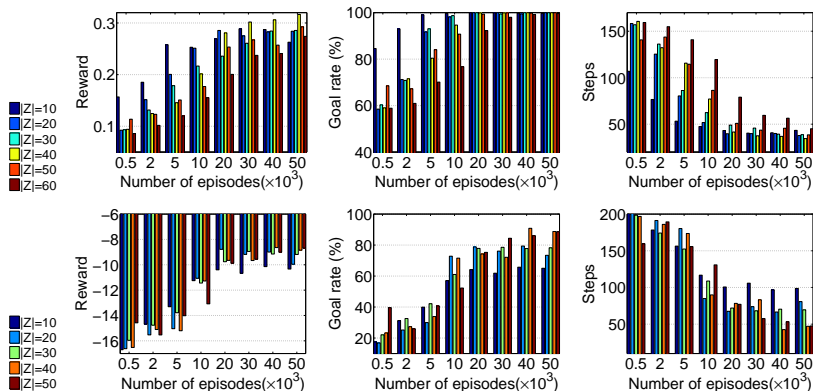 |Z|=10
|Z|=20
|Z|=30
|Z|=40
|Z|=50
|Z|=60
Reward
0.3
0.2
0.1
0.5 2 5 10 20 30 40 50
Number of episodes(×10³)
Goal rate (%)
100
80
60
40
0.5 2 5 10 20 30 40 50
Number of episodes(×10³)
Steps
150
100
50
0.5 2 5 10 20 30 40 50
Number of episodes(×10³)
|Z|=10
|Z|=20
|Z|=30
|Z|=40
|Z|=50
Reward
−6
−8
−10
−12
−14
−16
0.5 2 5 10 20 30 40 50
Number of episodes(×10³)
Goal rate (%)
100
80
60
40
20
0.5 2 5 10 20 30 40 50
Number of episodes(×10³)
Steps
200
150
100
50
0.5 2 5 10 20 30 40 50
Number of episodes(×10³)